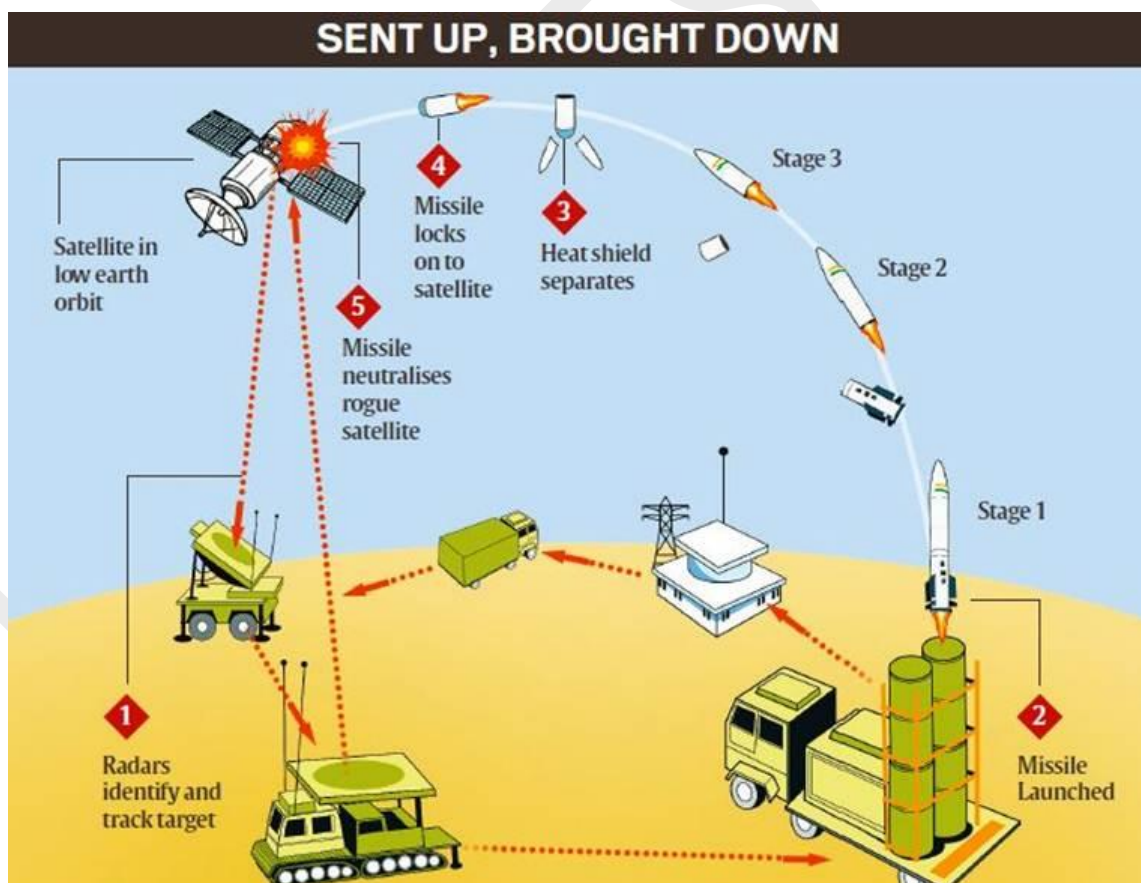 SENT UP, BROUGHT DOWN
Satellite in
low earth
orbit
4
Missile
locks
on to
satellite
3
Heat shield
separates
Stage 3
Stage 2
Stage 1
5
Missile
neutralises
rogue
satellite
1
Radars
identify and
track target
2
Missile
Launched